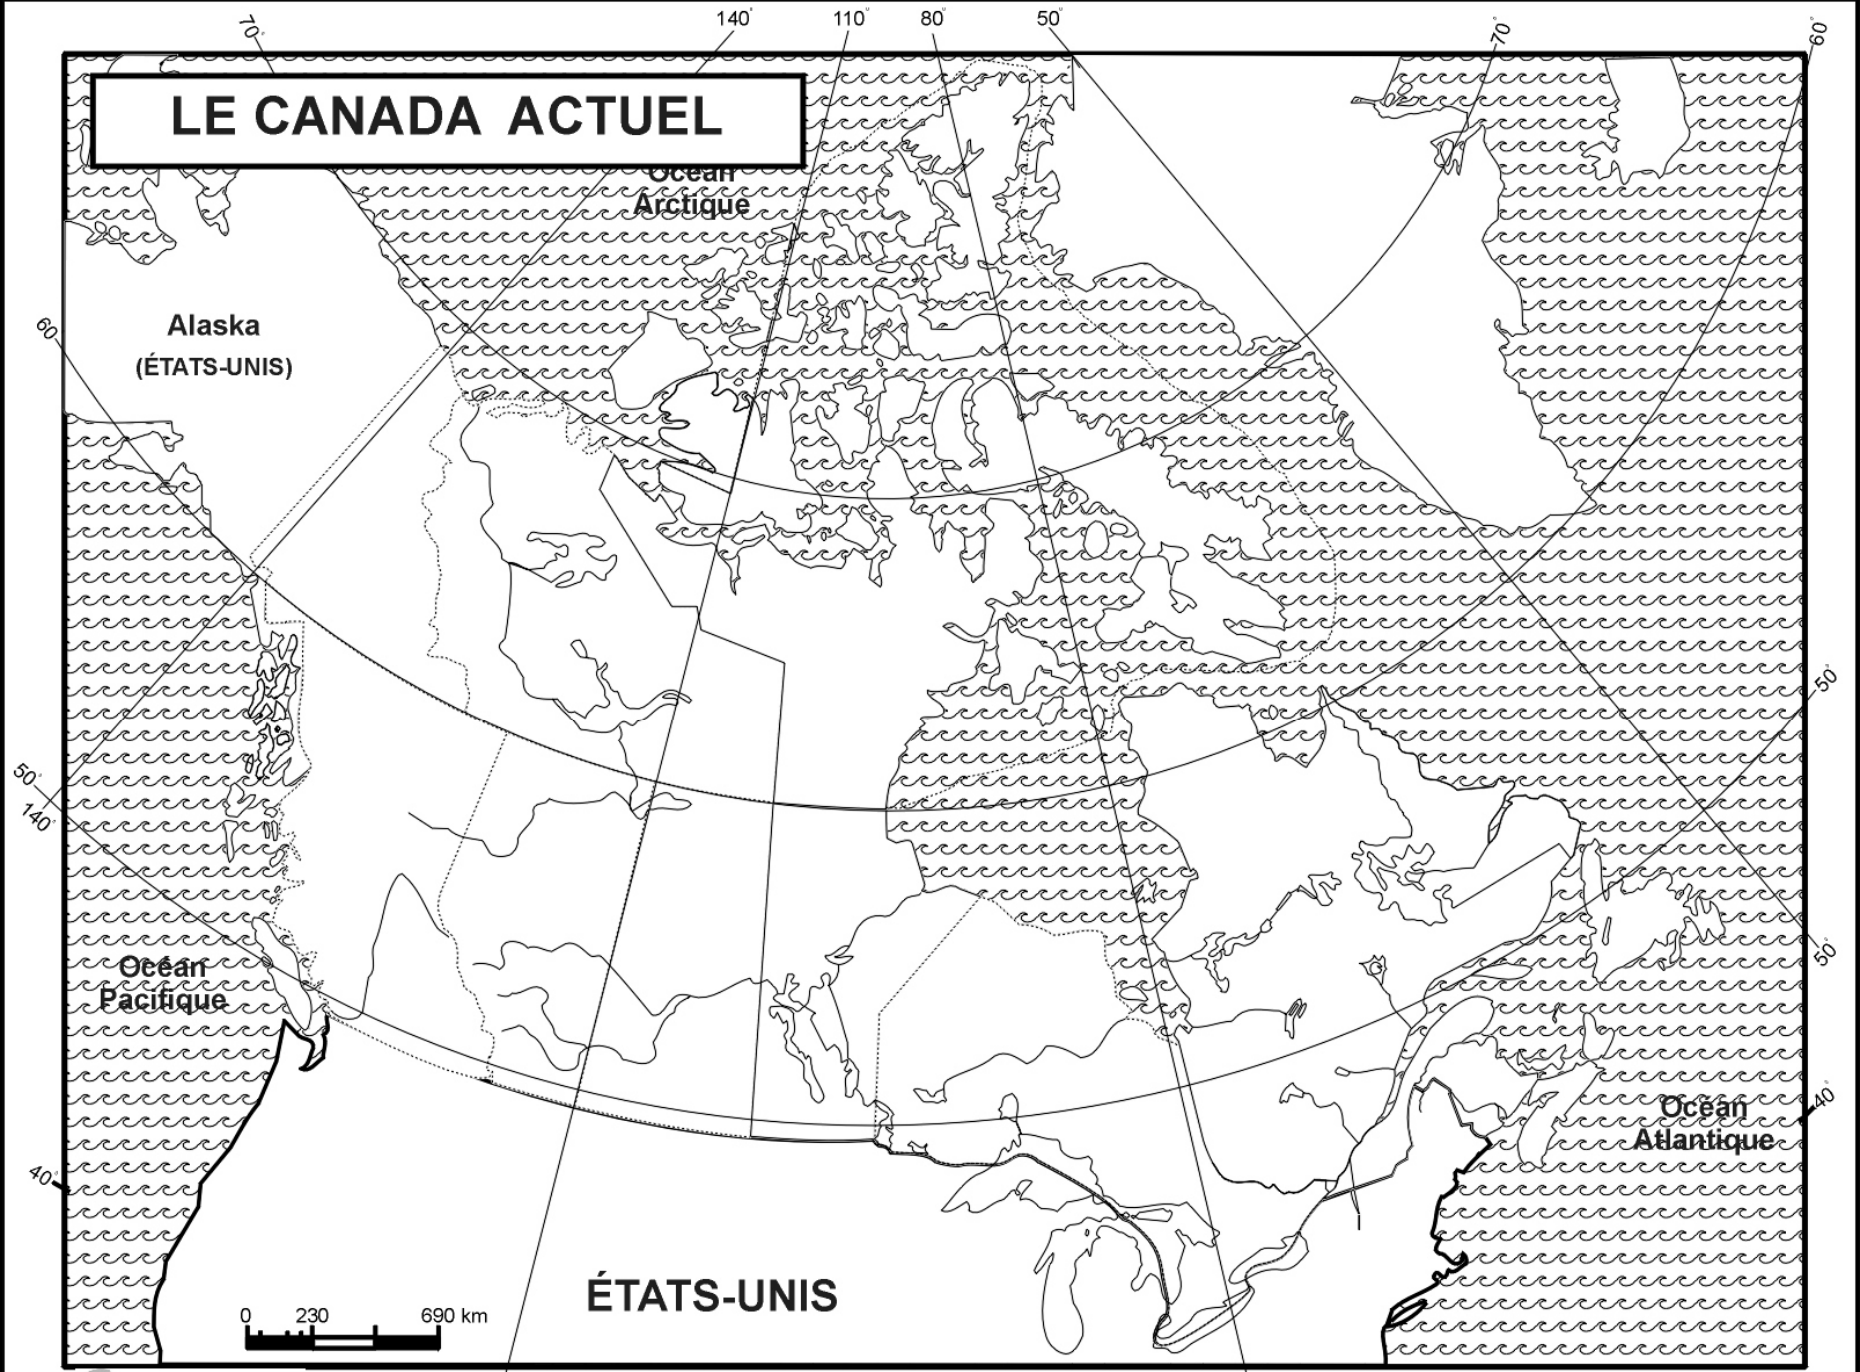 70° 140° 110° 80° 50° 70° 60°
LE CANADA ACTUEL
Océan
Arctique
Alaska
60°
(ÉTATS-UNIS)
50°
50°
140°
Océan
Pacifique
50°
Océan
Atlantique
40°
40°
ÉTATS-UNIS
0 230 690 km